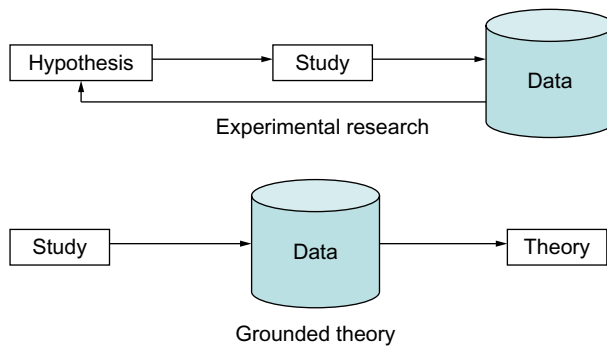 Hypothesis
Study
Data
Experimental research
Study
Data
Theory
Grounded theory